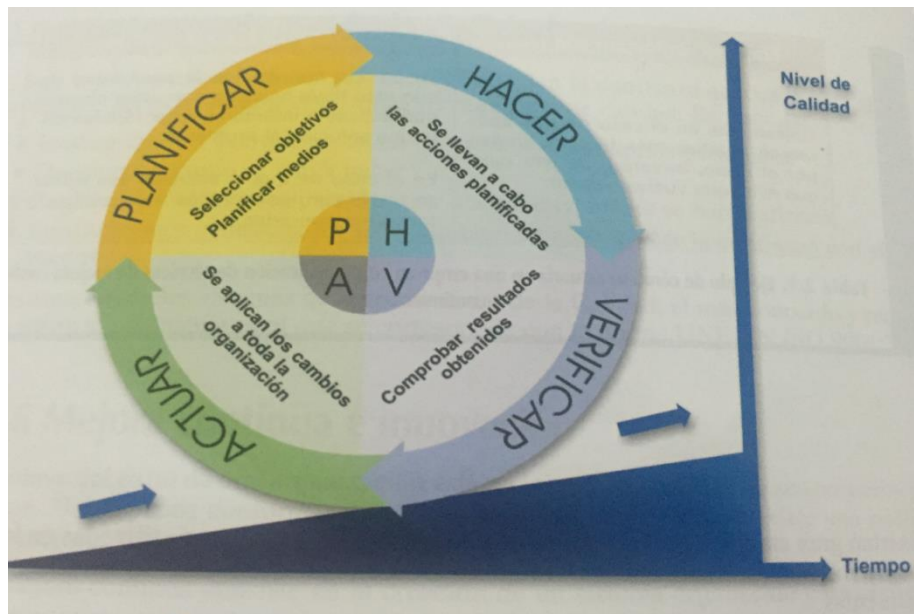 PLANIFICAR
HACER
Seleccionar objetivos
Planificar medios
Se llevan a cabo
las acciones planificadas
P H
A V
Se aplican los cambios
a toda la
organización
Comprobar resultados
obtenidos
ACTUAR
VERIFICAR
Nivel de
Calidad
Tiempo